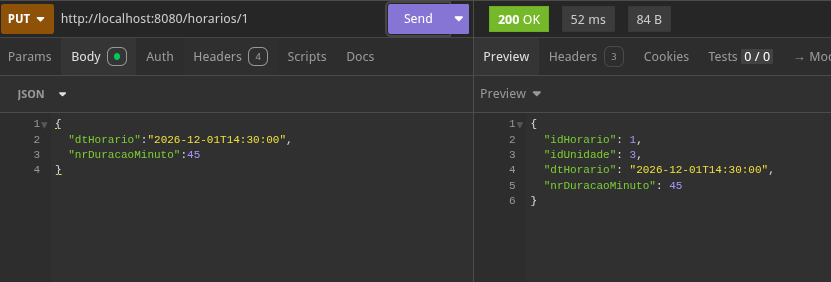 PUT http://localhost:8080/horarios/1 Send 200 OK 52 ms 84 B
Params Body Auth Headers 4 Scripts Docs Preview Headers 3 Cookies Tests 0 / 0 → Moc
JSON Preview
1 { 1 {
2 "dtHorario":"2026-12-01T14:30:00", 2 "idHorario": 1,
3 "nrDuracaoMinuto":45 3 "idUnidade": 3,
4 } 4 "dtHorario": "2026-12-01T14:30:00",
5 "nrDuracaoMinuto": 45
6 }